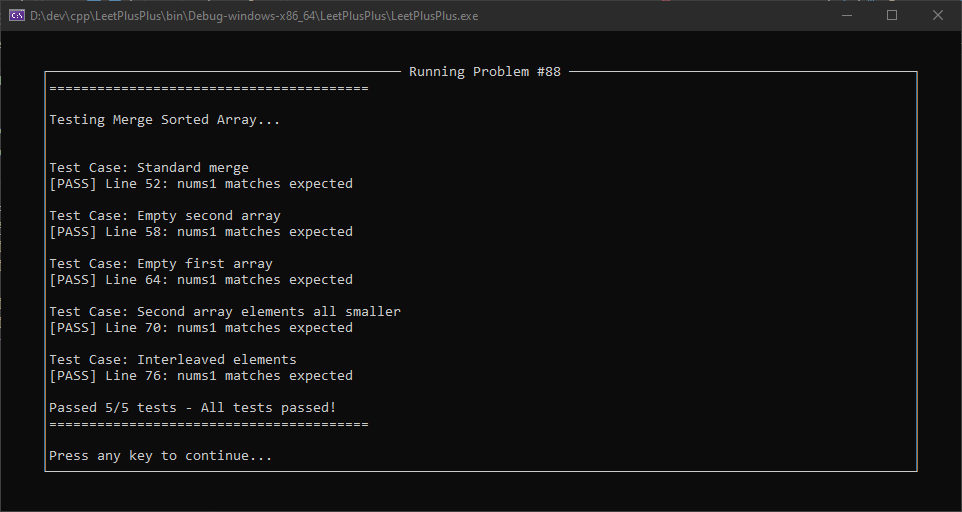 D:\dev\cpp\LeetPlusPlus\bin\Debug-windows-x86_64\LeetPlusPlus\LeetPlusPlus.exe
Running Problem #88
========================================
Testing Merge Sorted Array...
Test Case: Standard merge
[PASS] Line 52: nums1 matches expected
Test Case: Empty second array
[PASS] Line 58: nums1 matches expected
Test Case: Empty first array
[PASS] Line 64: nums1 matches expected
Test Case: Second array elements all smaller
[PASS] Line 70: nums1 matches expected
Test Case: Interleaved elements
[PASS] Line 76: nums1 matches expected
Passed 5/5 tests - All tests passed!
========================================
Press any key to continue...